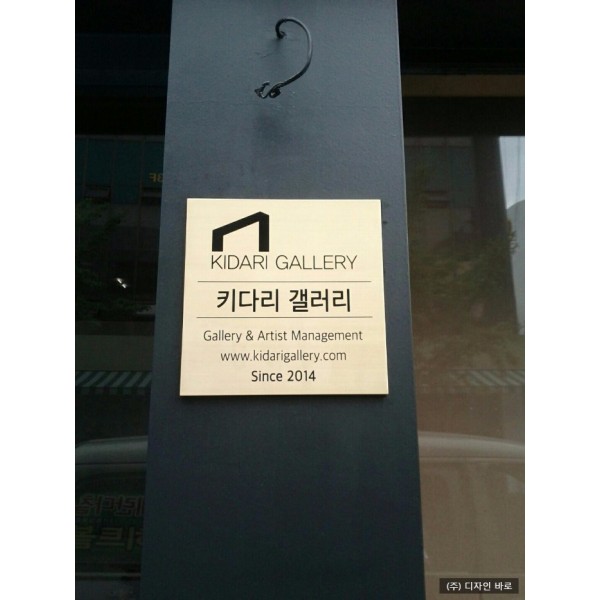 KIDARI GALLERY
키다리 갤러리
Gallery & Artist Management
www.kidarigallery.com
Since 2014
(주) 디자인 바로